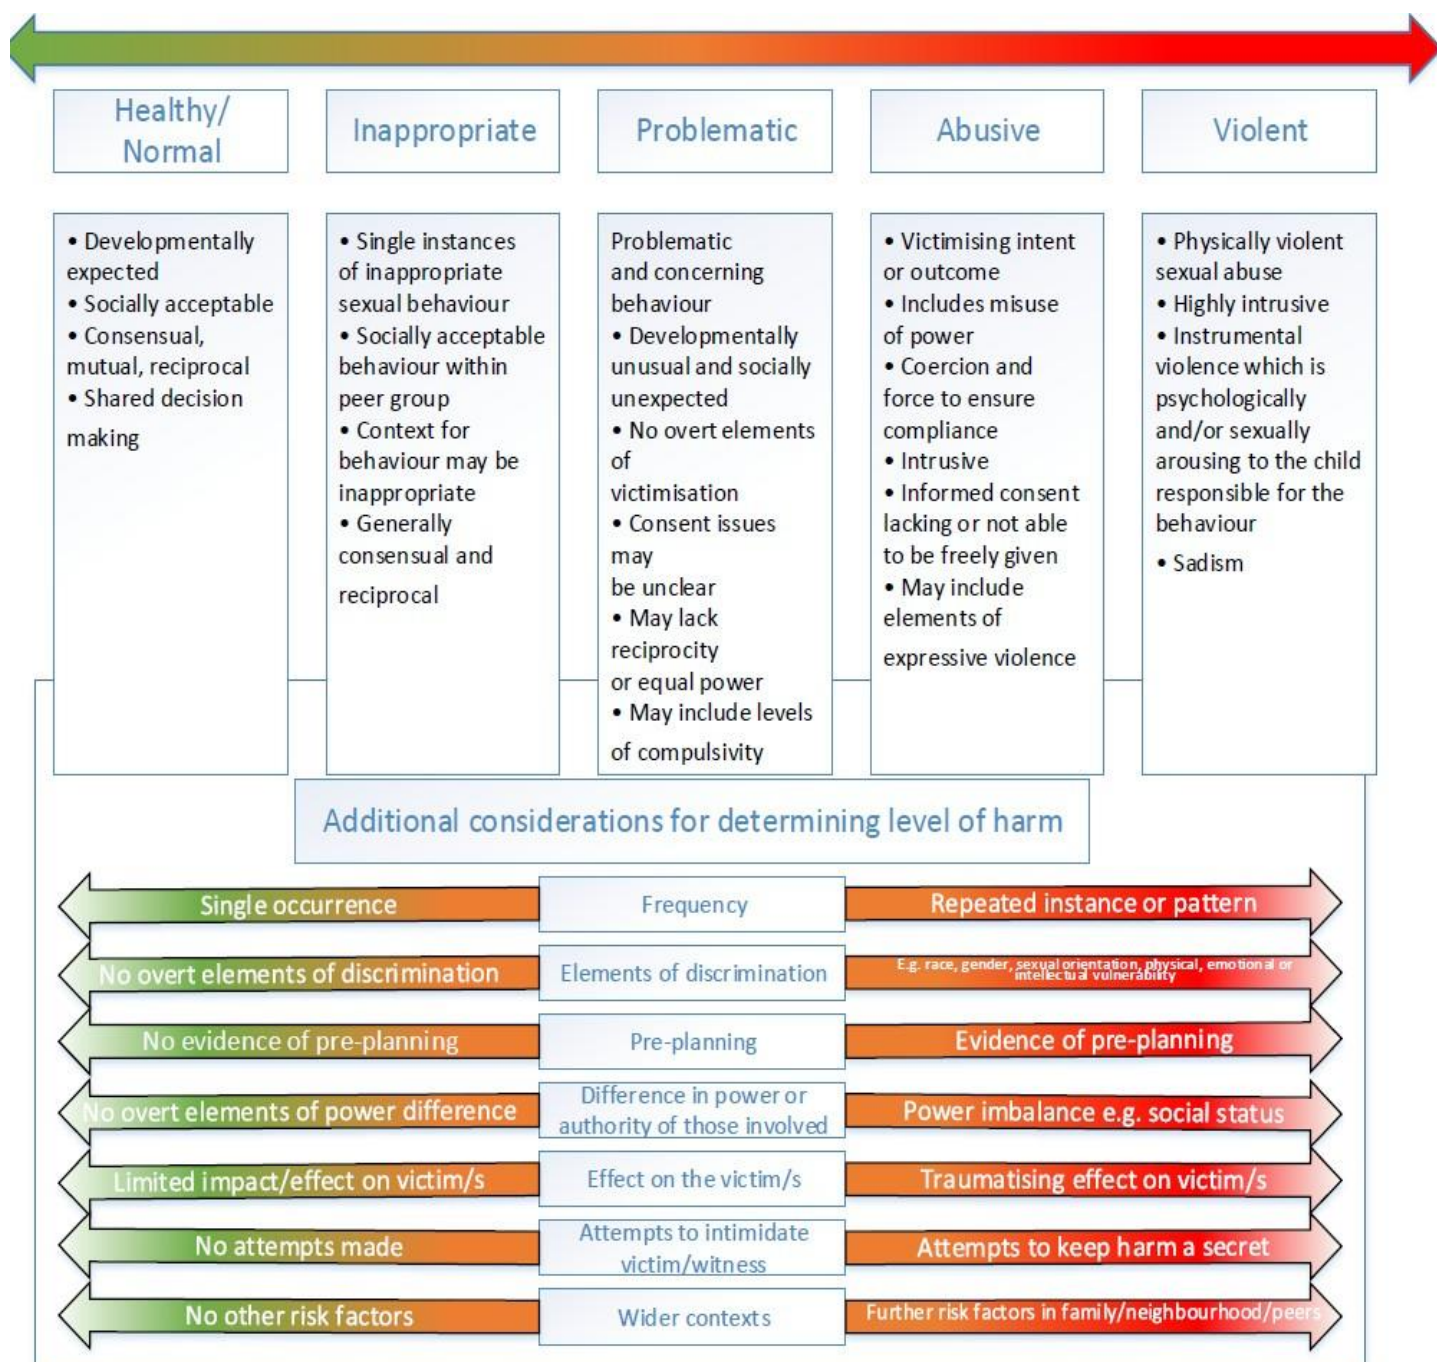 Healthy/
Normal
Inappropriate
Problematic
Abusive
Violent
• Developmentally
expected
• Socially acceptable
• Consensual,
mutual, reciprocal
• Shared decision
making
• Single instances
of inappropriate
sexual behaviour
• Socially acceptable
behaviour within
peer group
• Context for
behaviour may be
inappropriate
• Generally
consensual and
reciprocal
Problematic
and concerning
behaviour
• Developmentally
unusual and socially
unexpected
• No overt elements
of
victimisation
• Consent issues
may
be unclear
• May lack
reciprocity
or equal power
• May include levels
of compulsivity
• Victimising intent
or outcome
• Includes misuse
of power
• Coercion and
force to ensure
compliance
• Intrusive
• Informed consent
lacking or not able
to be freely given
• May include
elements of
expressive violence
• Physically violent
sexual abuse
• Highly intrusive
• Instrumental
violence which is
psychologically
and/or sexually
arousing to the child
responsible for the
behaviour
• Sadism
Additional considerations for determining level of harm
Single occurrence
Frequency
Repeated instance or pattern
No overt elements of discrimination
Elements of discrimination
E.g. race, gender, sexual orientation, physical, emotional or
intellectual vulnerability
No evidence of pre-planning
Pre-planning
Evidence of pre-planning
No overt elements of power difference
Difference in power or
authority of those involved
Power imbalance e.g. social status
Limited impact/effect on victim/s
Effect on the victim/s
Traumatising effect on victim/s
No attempts made
Attempts to intimidate
victim/witness
Attempts to keep harm a secret
No other risk factors
Wider contexts
Further risk factors in family/neighbourhood/peers